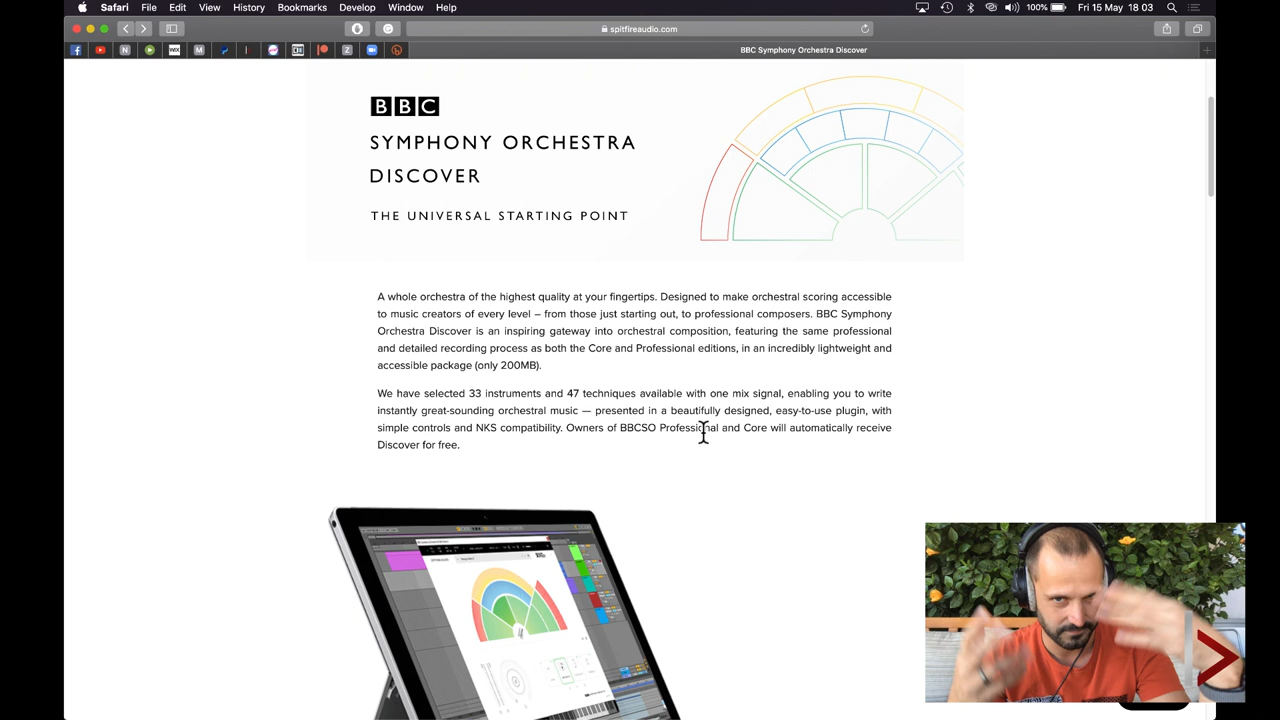 Safari File Edit View History Bookmarks Develop Window Help 100% Fri 15 May 18 03
spitfireaudio.com
N WIX M Z
BBC Symphony Orchestra Discover
BBC
SYMPHONY ORCHESTRA
DISCOVER
THE UNIVERSAL STARTING POINT
A whole orchestra of the highest quality at your fingertips. Designed to make orchestral scoring accessible
to music creators of every level – from those just starting out, to professional composers. BBC Symphony
Orchestra Discover is an inspiring gateway into orchestral composition, featuring the same professional
and detailed recording process as both the Core and Professional editions, in an incredibly lightweight and
accessible package (only 200MB).
We have selected 33 instruments and 47 techniques available with one mix signal, enabling you to write
instantly great-sounding orchestral music — presented in a beautifully designed, easy-to-use plugin, with
simple controls and NKS compatibility. Owners of BBCSO Professional and Core will automatically receive
Discover for free.